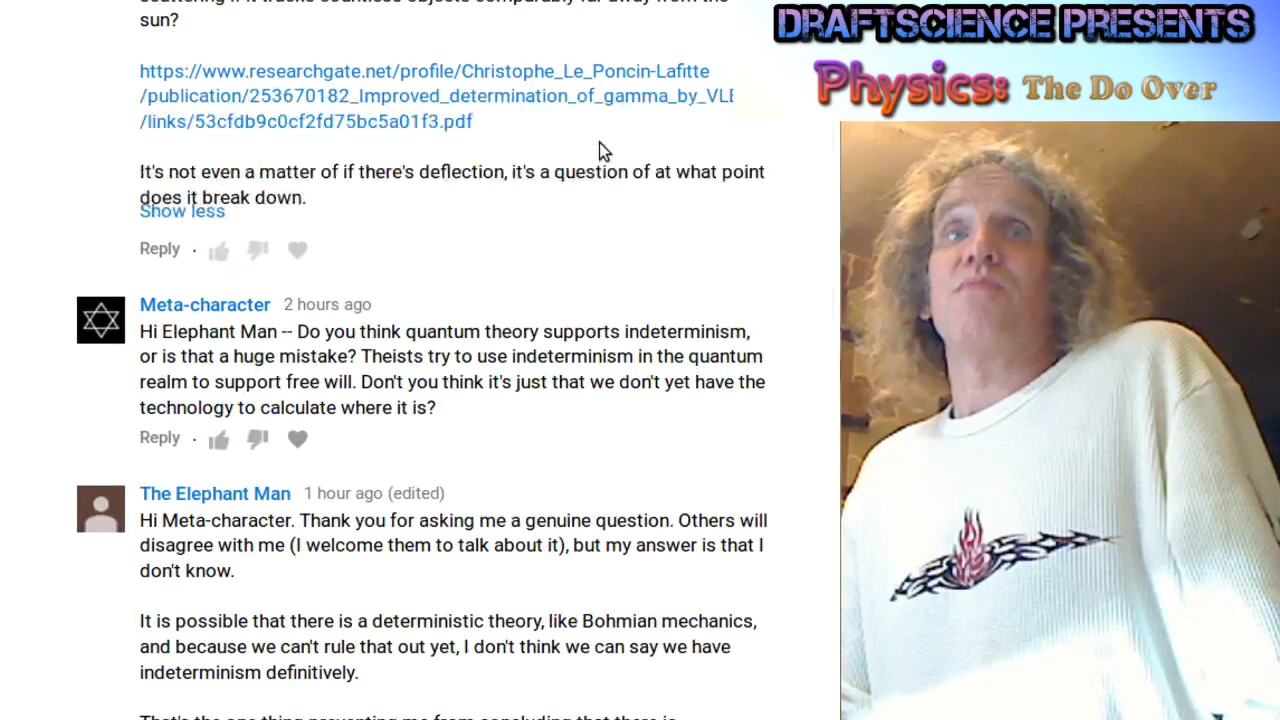 sun?
https://www.researchgate.net/profile/Christophe_Le_Poncin-Lafitte
/publication/253670182_Improved_determination_of_gamma_by_VLB
/links/53cfdb9c0cf2fd75bc5a01f3.pdf
It's not even a matter of if there's deflection, it's a question of at what point
does it break down.
Show less
Reply ·
Meta-character 2 hours ago
Hi Elephant Man -- Do you think quantum theory supports indeterminism,
or is that a huge mistake? Theists try to use indeterminism in the quantum
realm to support free will. Don't you think it's just that we don't yet have the
technology to calculate where it is?
Reply ·
The Elephant Man 1 hour ago (edited)
Hi Meta-character. Thank you for asking me a genuine question. Others will
disagree with me (I welcome them to talk about it), but my answer is that I
don't know.
It is possible that there is a deterministic theory, like Bohmian mechanics,
and because we can't rule that out yet, I don't think we can say we have
indeterminism definitively.
DRAFTSCIENCE PRESENTS
Physics: The Do Over